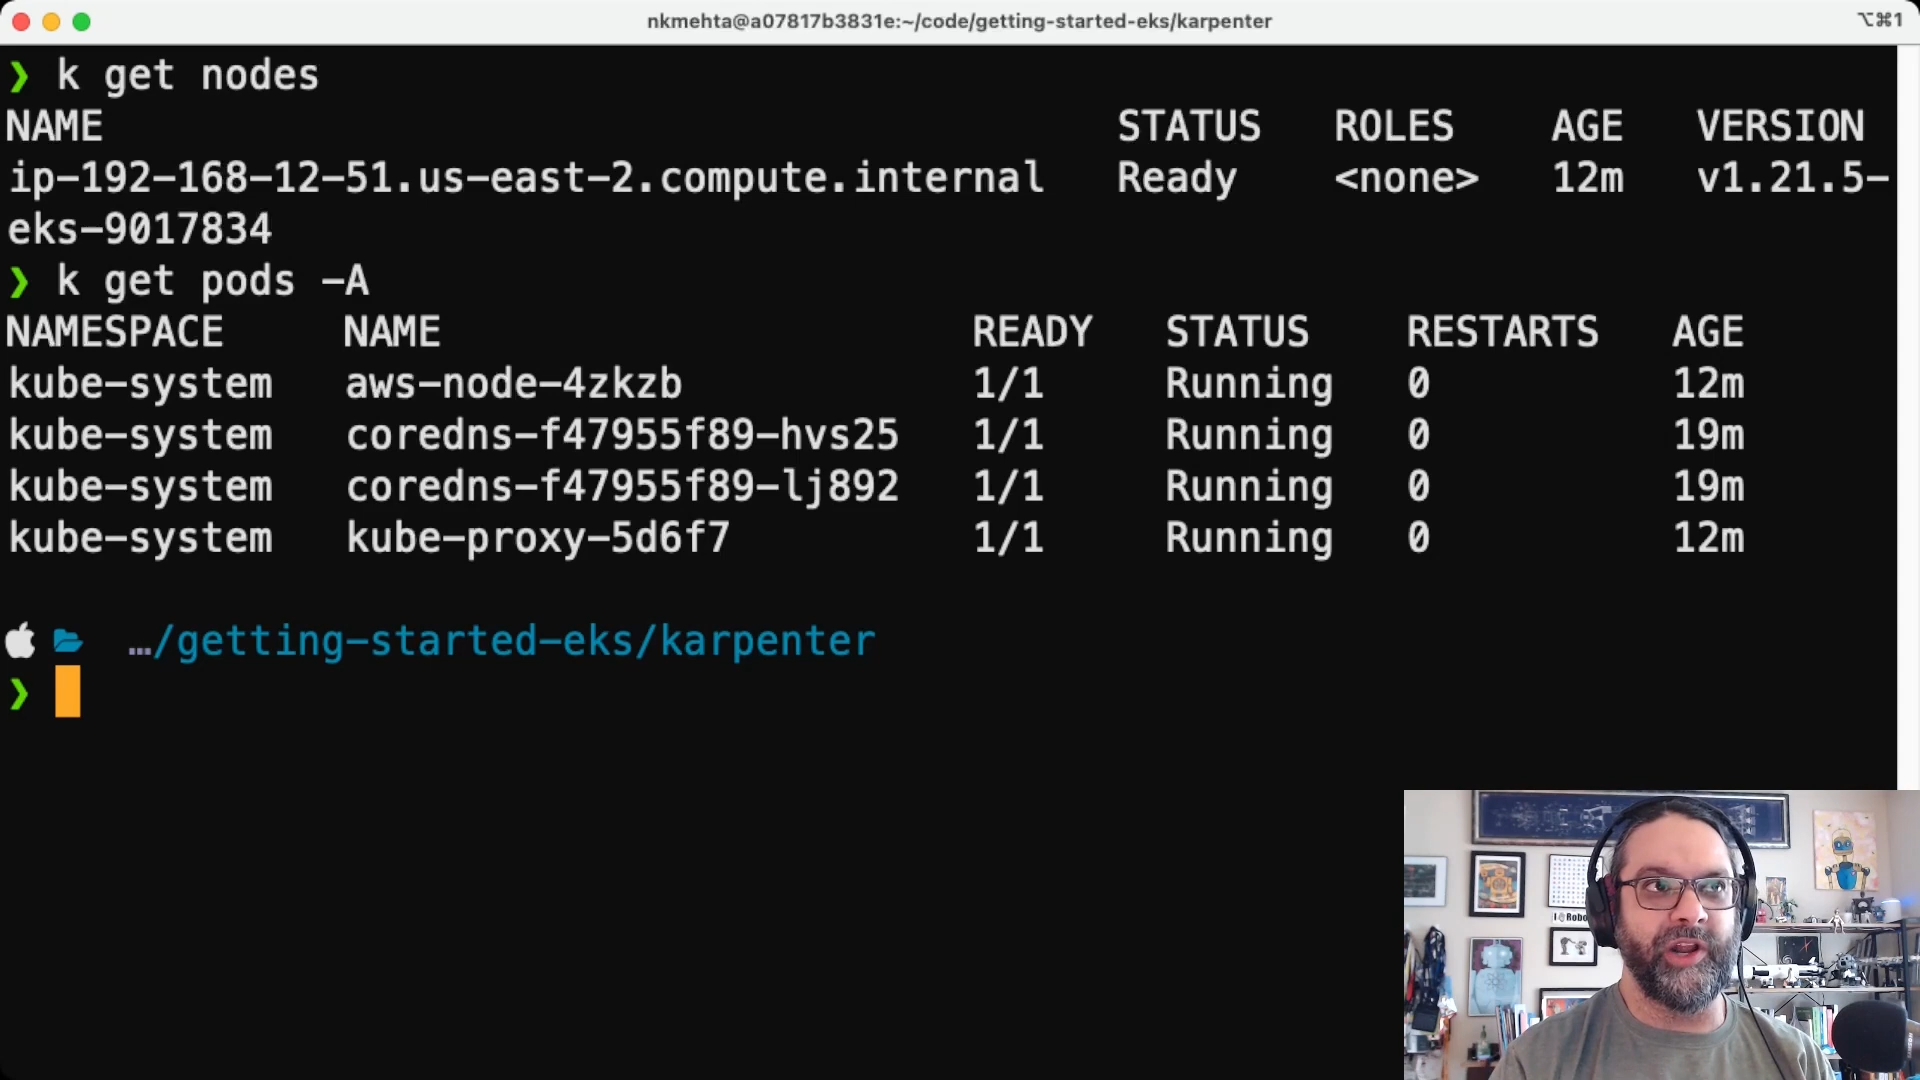 nkmehta@a07817b3831e:~/code/getting-started-eks/karpenter
⌥⌘1
❯ k get nodes
NAME STATUS ROLES AGE VERSION
ip-192-168-12-51.us-east-2.compute.internal Ready <none> 12m v1.21.5-
eks-9017834
❯ k get pods -A
NAMESPACE NAME READY STATUS RESTARTS AGE
kube-system aws-node-4zkzb 1/1 Running 0 12m
kube-system coredns-f47955f89-hvs25 1/1 Running 0 19m
kube-system coredns-f47955f89-lj892 1/1 Running 0 19m
kube-system kube-proxy-5d6f7 1/1 Running 0 12m
…/getting-started-eks/karpenter
❯